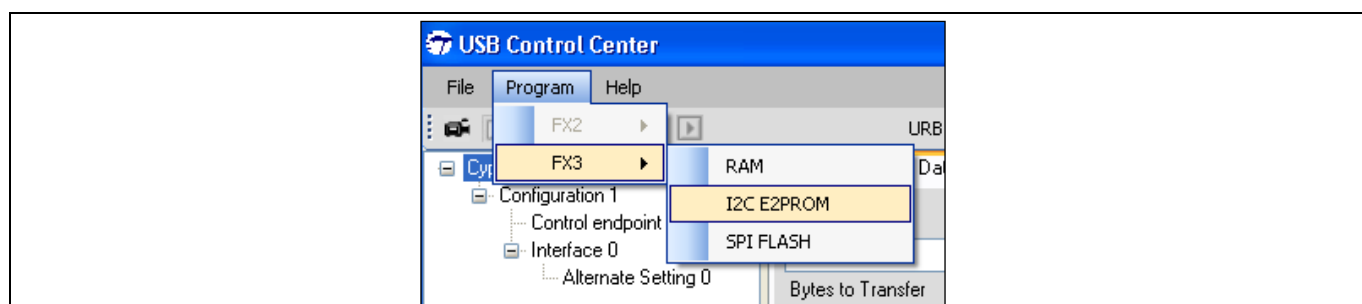 USB Control Center
File Program Help
FX2
URB
FX3
RAM
Configuration 1
I2C E2PROM
Control endpoint
SPI FLASH
Interface 0
Alternate Setting 0
Bytes to Transfer